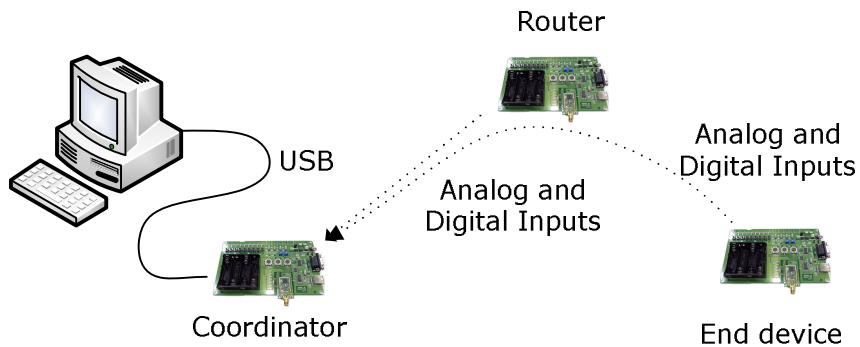 Router
USB
Analog and
Digital Inputs
Analog and
Digital Inputs
Coordinator
End device